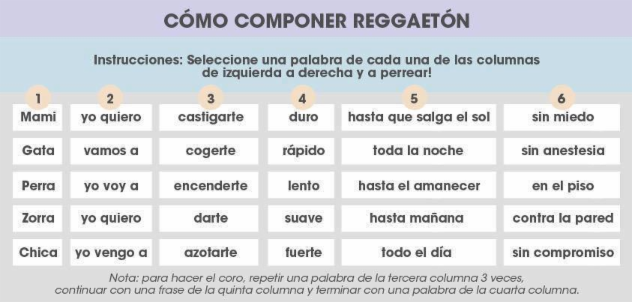 CÓMO COMPONER REGGAETÓN
Instrucciones: Seleccione una palabra de cada una de las columnas
de izquierda a derecha y a perrear!
1 2 3 4 5 6
Mami yo quiero castigarte duro hasta que salga el sol sin miedo
Gata vamos a cogerte rápido toda la noche sin anestesia
Perra yo voy a encenderte lento hasta el amanecer en el piso
Zorra yo quiero darte suave hasta mañana contra la pared
Chica yo vengo a azotarte fuerte todo el día sin compromiso
Nota: para hacer el coro, repetir una palabra de la tercera columna 3 veces,
continuar con una frase de la quinta columna y terminar con una palabra de la cuarta columna.